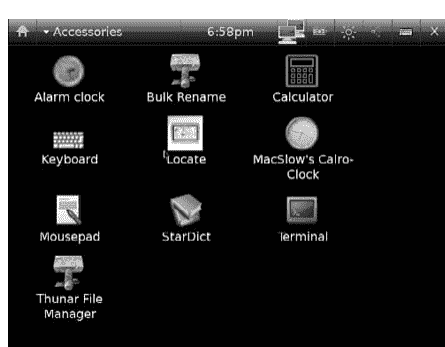 Accessories 6:58pm X
Alarm clock Bulk Rename Calculator
Keyboard Locate MacSlow's Cairo-
Clock
Mousepad StarDict Terminal
Thunar File
Manager